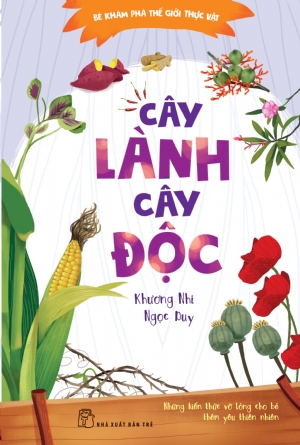 BÉ KHÁM PHÁ THẾ GIỚI THỰC VẬT
CÂY
LÀNH
CÂY
ĐỘC
Khương Nhi
Ngọc Duy
Những kiến thức vỡ lòng cho bé
thêm yêu thiên nhiên
NHÀ XUẤT BẢN TRẺ